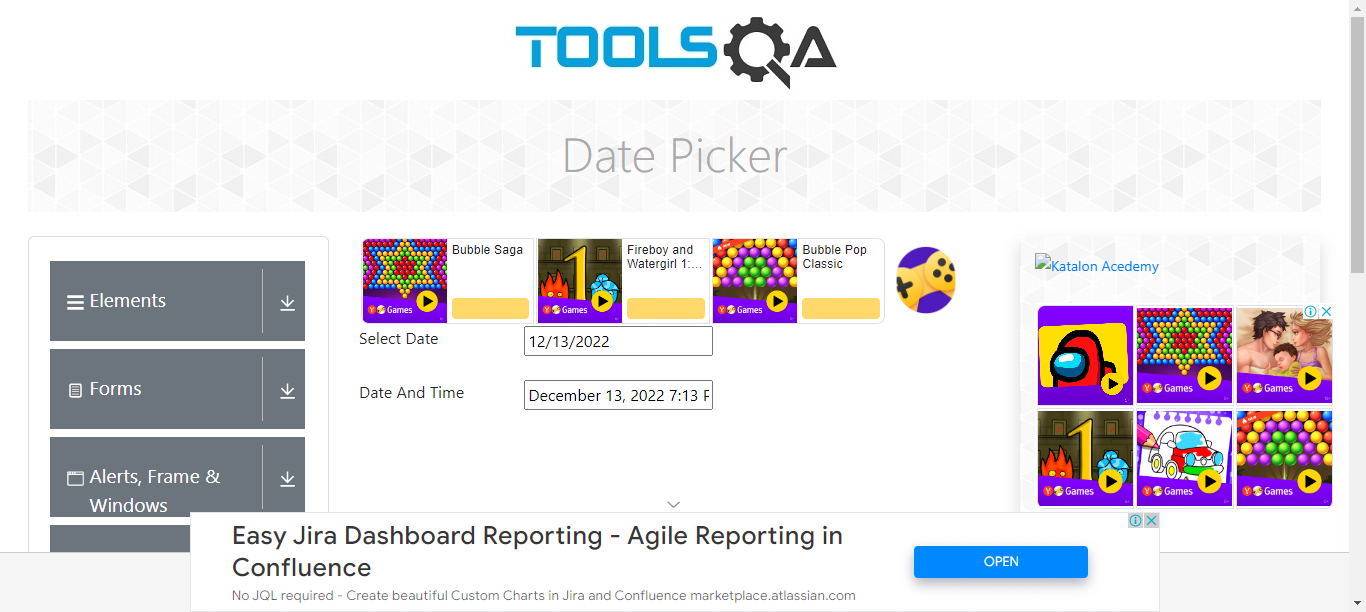 TOOLSQA
Date Picker
Elements
Forms
Alerts, Frame &
Windows
Bubble Saga
Games
Fireboy and
Watergirl 1:...
Games
Bubble Pop
Classic
Games
Select Date
12/13/2022
Date And Time
December 13, 2022 7:13 P
Katalon Acedemy
Games
Games
Games
Games
Games
Easy Jira Dashboard Reporting - Agile Reporting in
Confluence
No JQL required - Create beautiful Custom Charts in Jira and Confluence marketplace.atlassian.com
OPEN